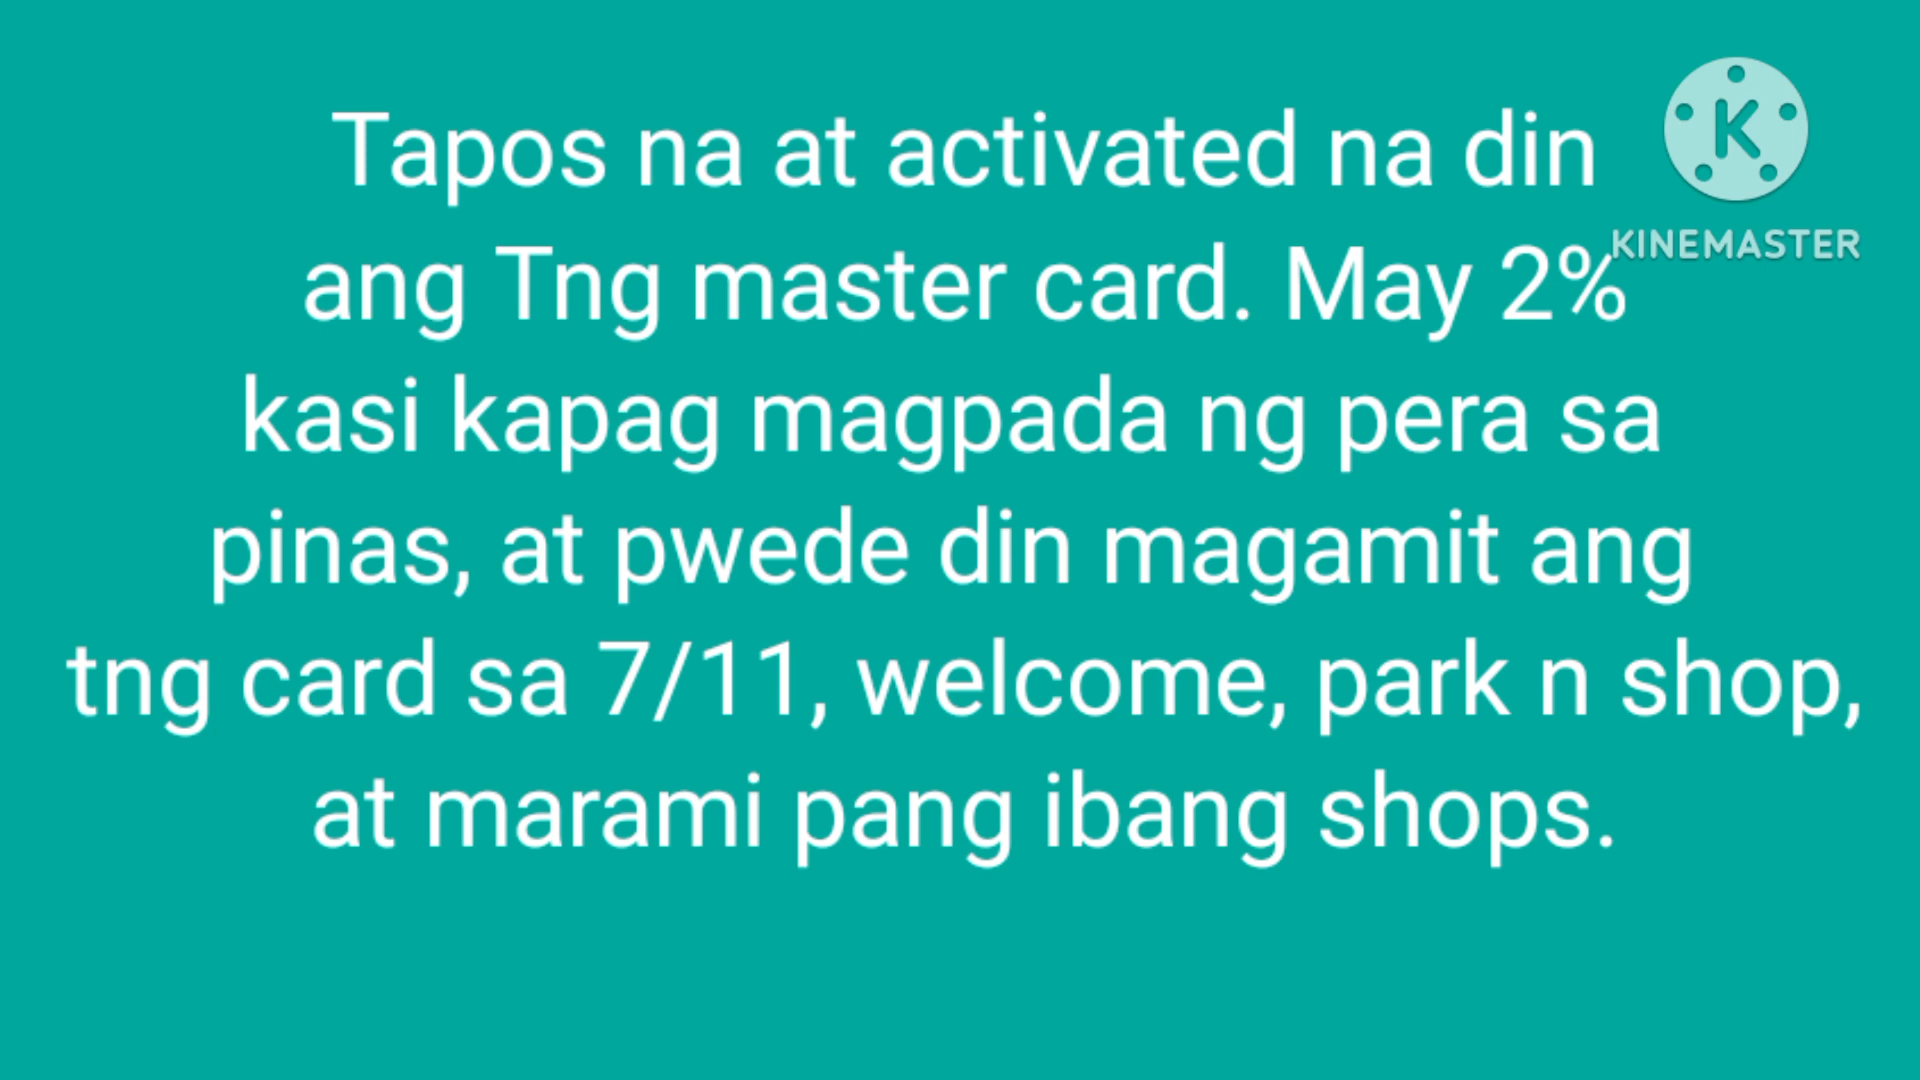 Tapos na at activated na din
ang Tng master card. May 2%
kasi kapag magpada ng pera sa
pinas, at pwede din magamit ang
tng card sa 7/11, welcome, park n shop,
at marami pang ibang shops.
K
KINEMASTER